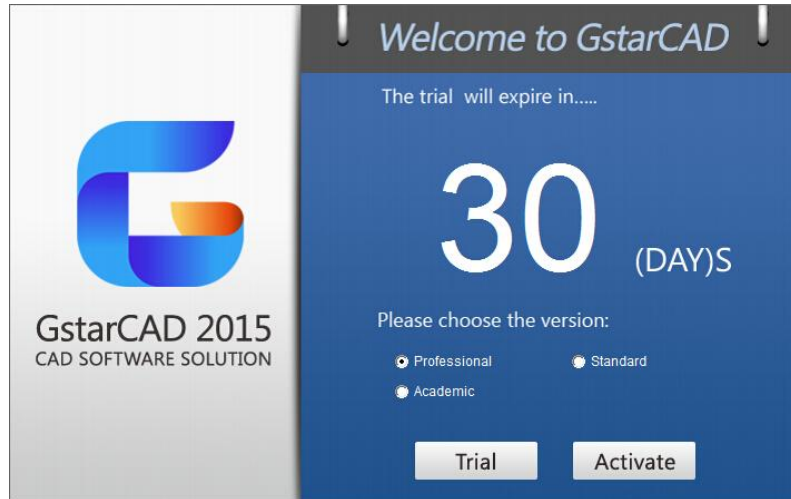 Welcome to GstarCAD
The trial will expire in.....
30 (DAY)S
GstarCAD 2015
CAD SOFTWARE SOLUTION
Please choose the version:
Professional Standard
Academic
Trial Activate